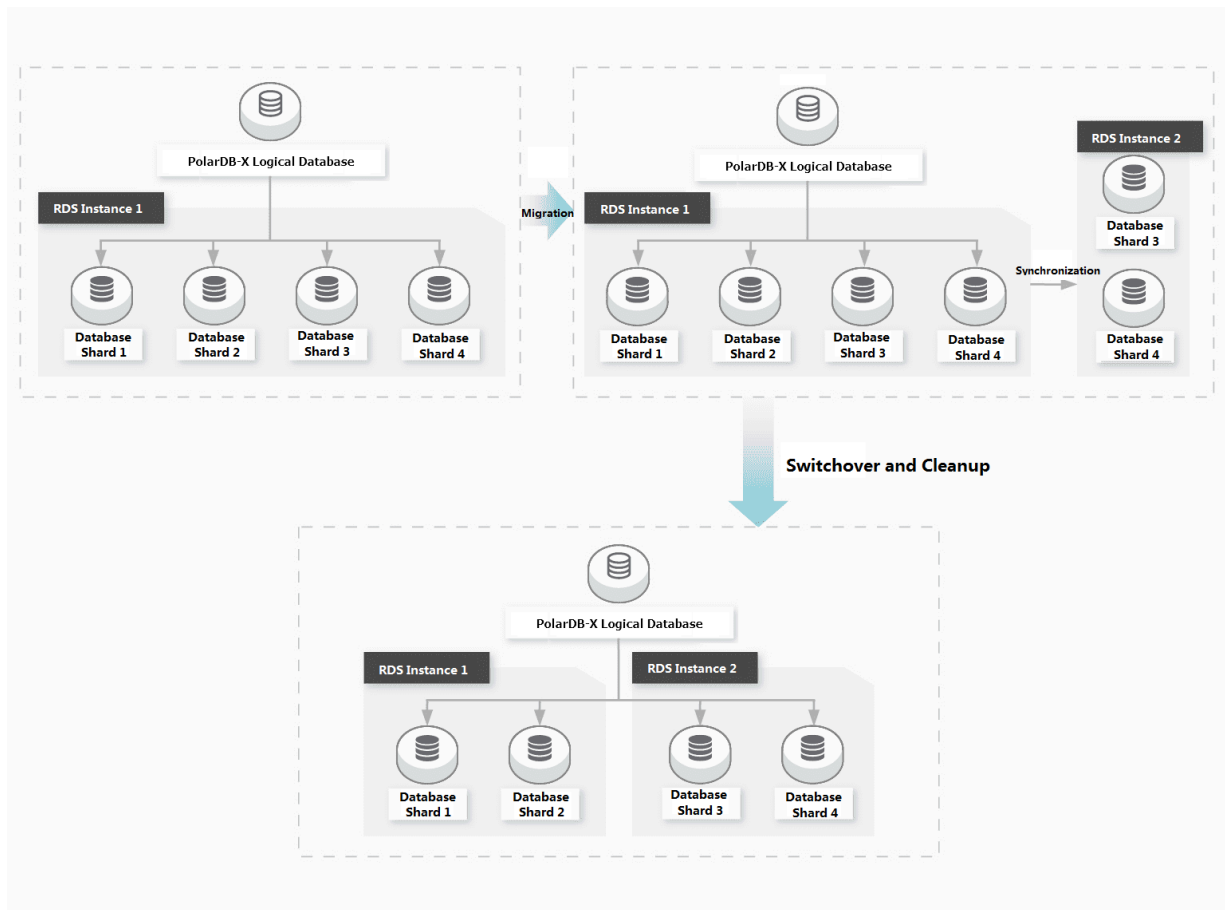 PolarDB-X Logical Database
RDS Instance 1
Database
Shard 1
Database
Shard 2
Database
Shard 3
Database
Shard 4
Migration
PolarDB-X Logical Database
RDS Instance 1
Database
Shard 1
Database
Shard 2
Database
Shard 3
Database
Shard 4
Synchronization
RDS Instance 2
Database
Shard 3
Database
Shard 4
Switchover and Cleanup
PolarDB-X Logical Database
RDS Instance 1
Database
Shard 1
Database
Shard 2
RDS Instance 2
Database
Shard 3
Database
Shard 4